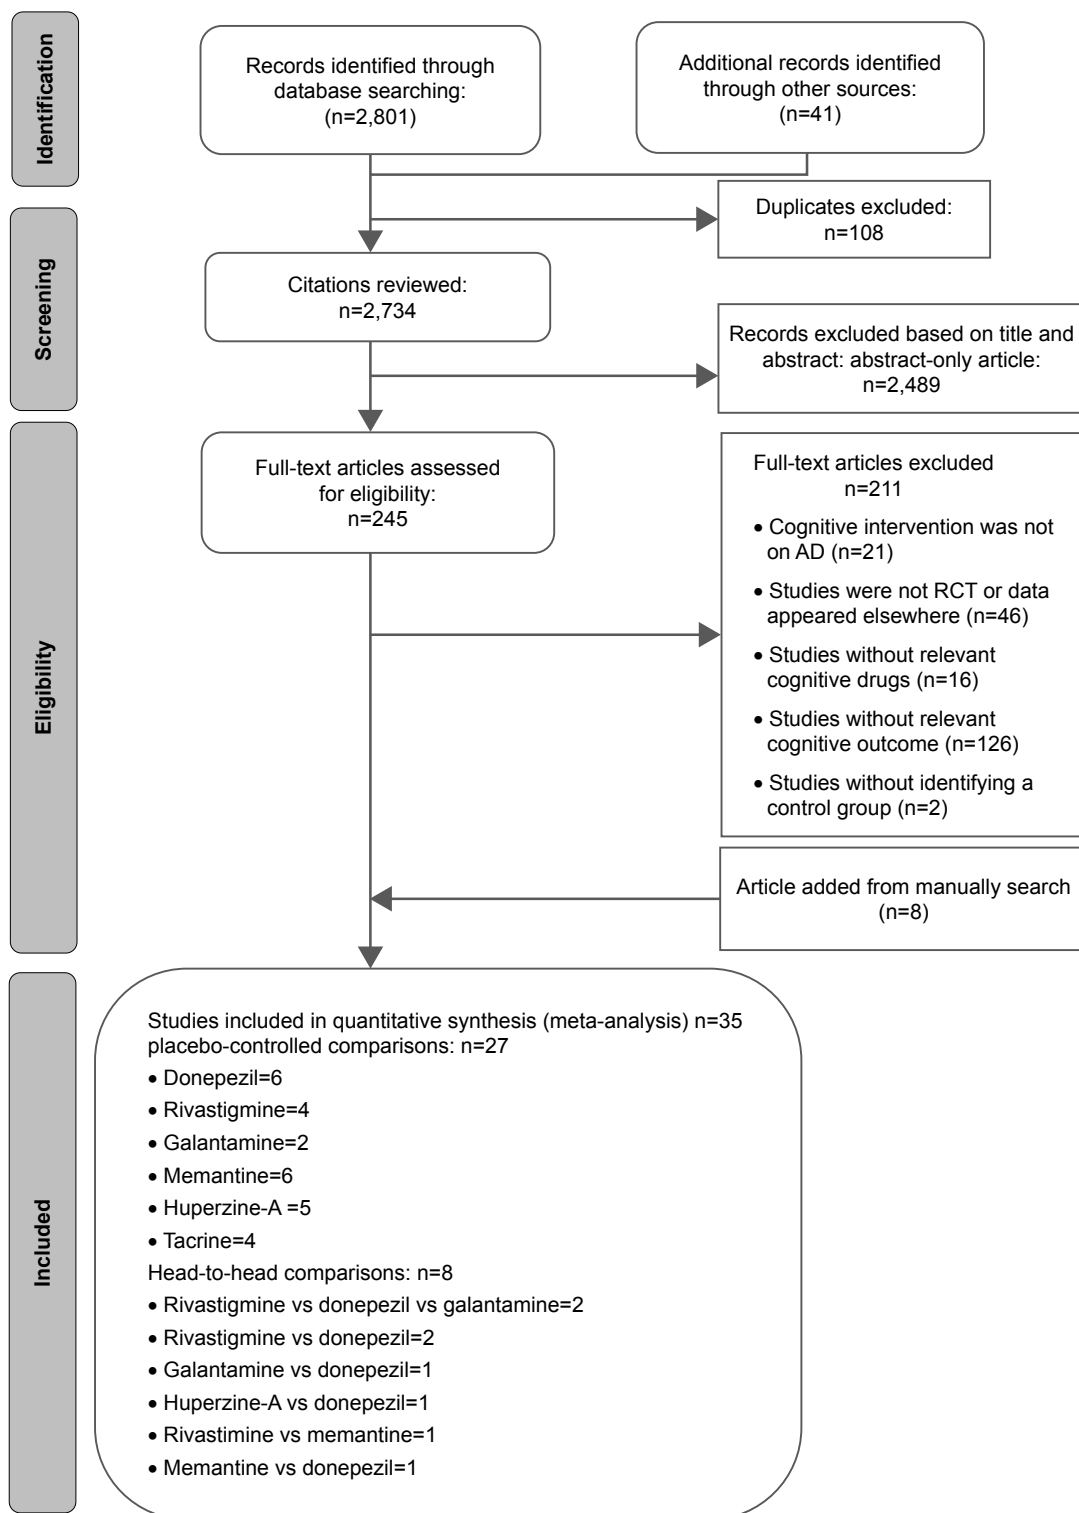 Identification
Records identified through
database searching:
(n=2,801)
Additional records identified
through other sources:
(n=41)
Duplicates excluded:
n=108
Screening
Citations reviewed:
n=2,734
Records excluded based on title and
abstract: abstract-only article:
n=2,489
Eligibility
Full-text articles assessed
for eligibility:
n=245
Full-text articles excluded
n=211
• Cognitive intervention was not
on AD (n=21)
• Studies were not RCT or data
appeared elsewhere (n=46)
• Studies without relevant
cognitive drugs (n=16)
• Studies without relevant
cognitive outcome (n=126)
• Studies without identifying a
control group (n=2)
Article added from manually search
(n=8)
Included
Studies included in quantitative synthesis (meta-analysis) n=35
placebo-controlled comparisons: n=27
• Donepezil=6
• Rivastigmine=4
• Galantamine=2
• Memantine=6
• Huperzine-A =5
• Tacrine=4
Head-to-head comparisons: n=8
• Rivastigmine vs donepezil vs galantamine=2
• Rivastigmine vs donepezil=2
• Galantamine vs donepezil=1
• Huperzine-A vs donepezil=1
• Rivastimine vs memantine=1
• Memantine vs donepezil=1